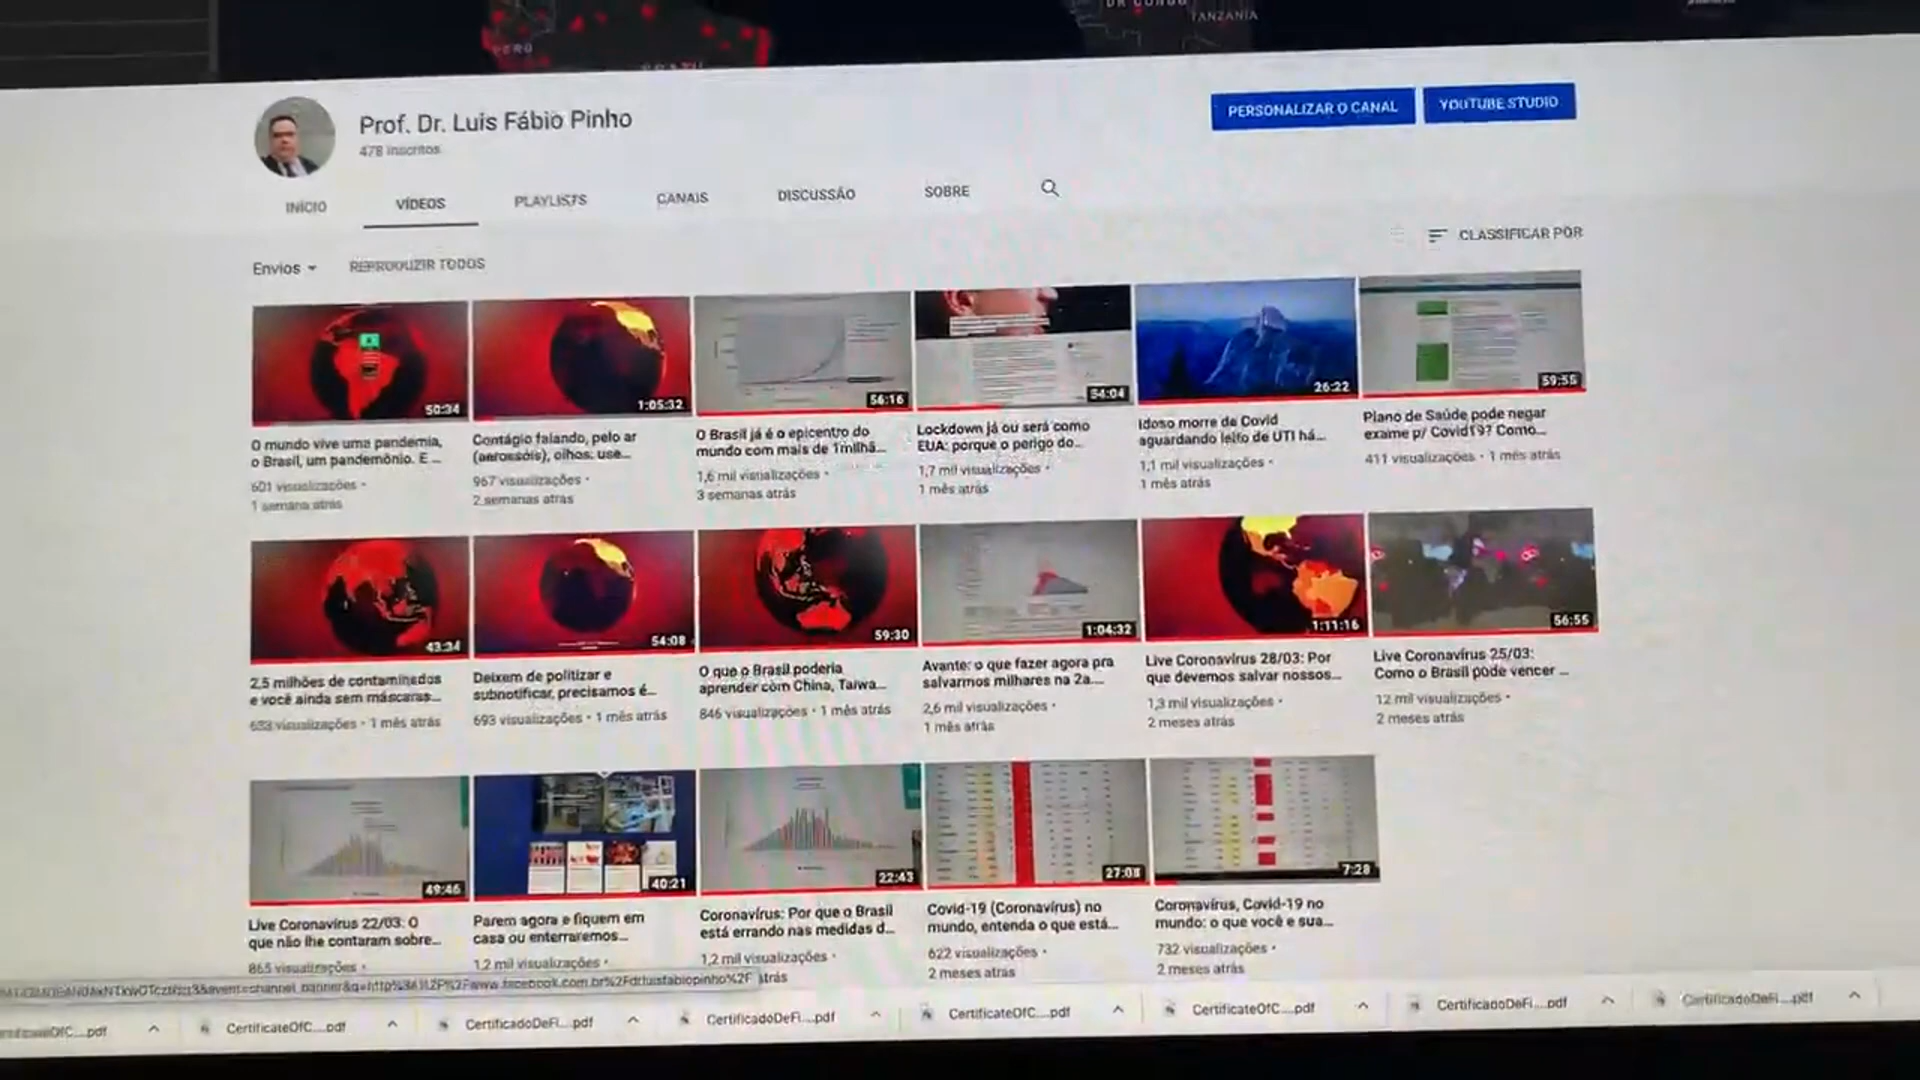 PERU
BRAZIL
TANZANIA
Prof. Dr. Luis Fábio Pinho
478 inscritos
PERSONALIZAR O CANAL
YOUTUBE STUDIO
INÍCIO
VÍDEOS
PLAYLISTS
CANAIS
DISCUSSÃO
SOBRE
Envios
REPRODUZIR TODOS
CLASSIFICAR POR
50:34
1:05:32
56:16
54:04
26:22
59:55
O mundo vive uma pandemia,
o Brasil, um pandemônio. E ...
601 visualizações •
1 semana atrás
Contágio falando, pelo ar
(aerossóis), olhos: use...
967 visualizações •
2 semanas atrás
O Brasil já é o epicentro do
mundo com mais de 1milhã...
1,6 mil visualizações •
3 semanas atrás
Lockdown já ou será como
EUA: porque o perigo do...
1,7 mil visualizações •
1 mês atrás
Idoso morre de Covid
aguardando leito de UTI há...
1,1 mil visualizações •
1 mês atrás
Plano de Saúde pode negar
exame p/ Covid19? Como...
411 visualizações • 1 mês atrás
43:34
54:08
59:30
1:04:32
1:11:16
56:55
2,5 milhões de contaminados
e você ainda sem máscaras...
633 visualizações • 1 mês atrás
Deixem de politizar e
subnotificar, precisamos é...
693 visualizações • 1 mês atrás
O que o Brasil poderia
aprender com China, Taiwa...
846 visualizações • 1 mês atrás
Avante: o que fazer agora pra
salvarmos milhares na 2a....
2,6 mil visualizações •
1 mês atrás
Live Coronavírus 28/03: Por
que devemos salvar nossos...
1,3 mil visualizações •
2 meses atrás
Live Coronavírus 25/03:
Como o Brasil pode vencer ...
12 mil visualizações •
2 meses atrás
49:46
40:21
22:43
27:08
7:28
Live Coronavírus 22/03: O
que não lhe contaram sobre...
865 visualizações •
Parem agora e fiquem em
casa ou enterraremos...
1,2 mil visualizações •
Coronavírus: Por que o Brasil
está errando nas medidas d...
1,2 mil visualizações •
atrás
Covid-19 (Coronavírus) no
mundo, entenda o que está...
622 visualizações •
2 meses atrás
Coronavírus, Covid-19 no
mundo: o que você e sua...
732 visualizações •
2 meses atrás
CertificateOfC....pdf
CertificadoDeFi....pdf
CertificadoDeFi....pdf
CertificateOfC....pdf
CertificateOfC....pdf
CertificadoDeFi....pdf
CertificadoDeFi....pdf